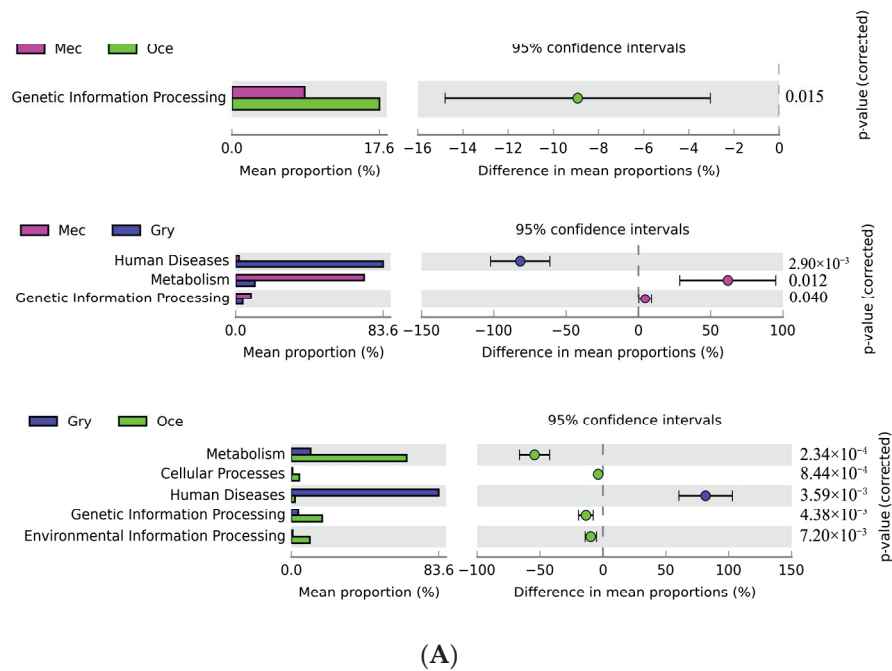 Mec Oce 95% confidence intervals
Genetic Information Processing 0.015
0.0 17.6 −16 −14 −12 −10 −8 −6 −4 −2 0
Mean proportion (%) Difference in mean proportions (%)
p-value (corrected)
Mec Gry 95% confidence intervals
Human Diseases 2.90×10⁻³
Metabolism 0.012
Genetic Information Processing 0.040
0.0 83.6 −150 −100 −50 0 50 100
Mean proportion (%) Difference in mean proportions (%)
p-value (corrected)
Gry Oce 95% confidence intervals
Metabolism 2.34×10⁻⁴
Cellular Processes 8.44×10⁻⁴
Human Diseases 3.59×10⁻³
Genetic Information Processing 4.38×10⁻³
Environmental Information Processing 7.20×10⁻³
0.0 83.6 −100 −50 0 50 100 150
Mean proportion (%) Difference in mean proportions (%)
p-value (corrected)
(A)